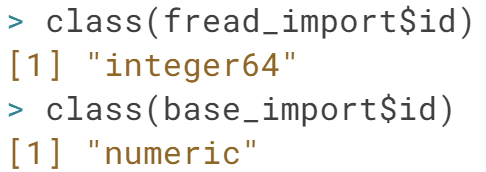 > class(fread_import$id)
[1] "integer64"
> class(base_import$id)
[1] "numeric"